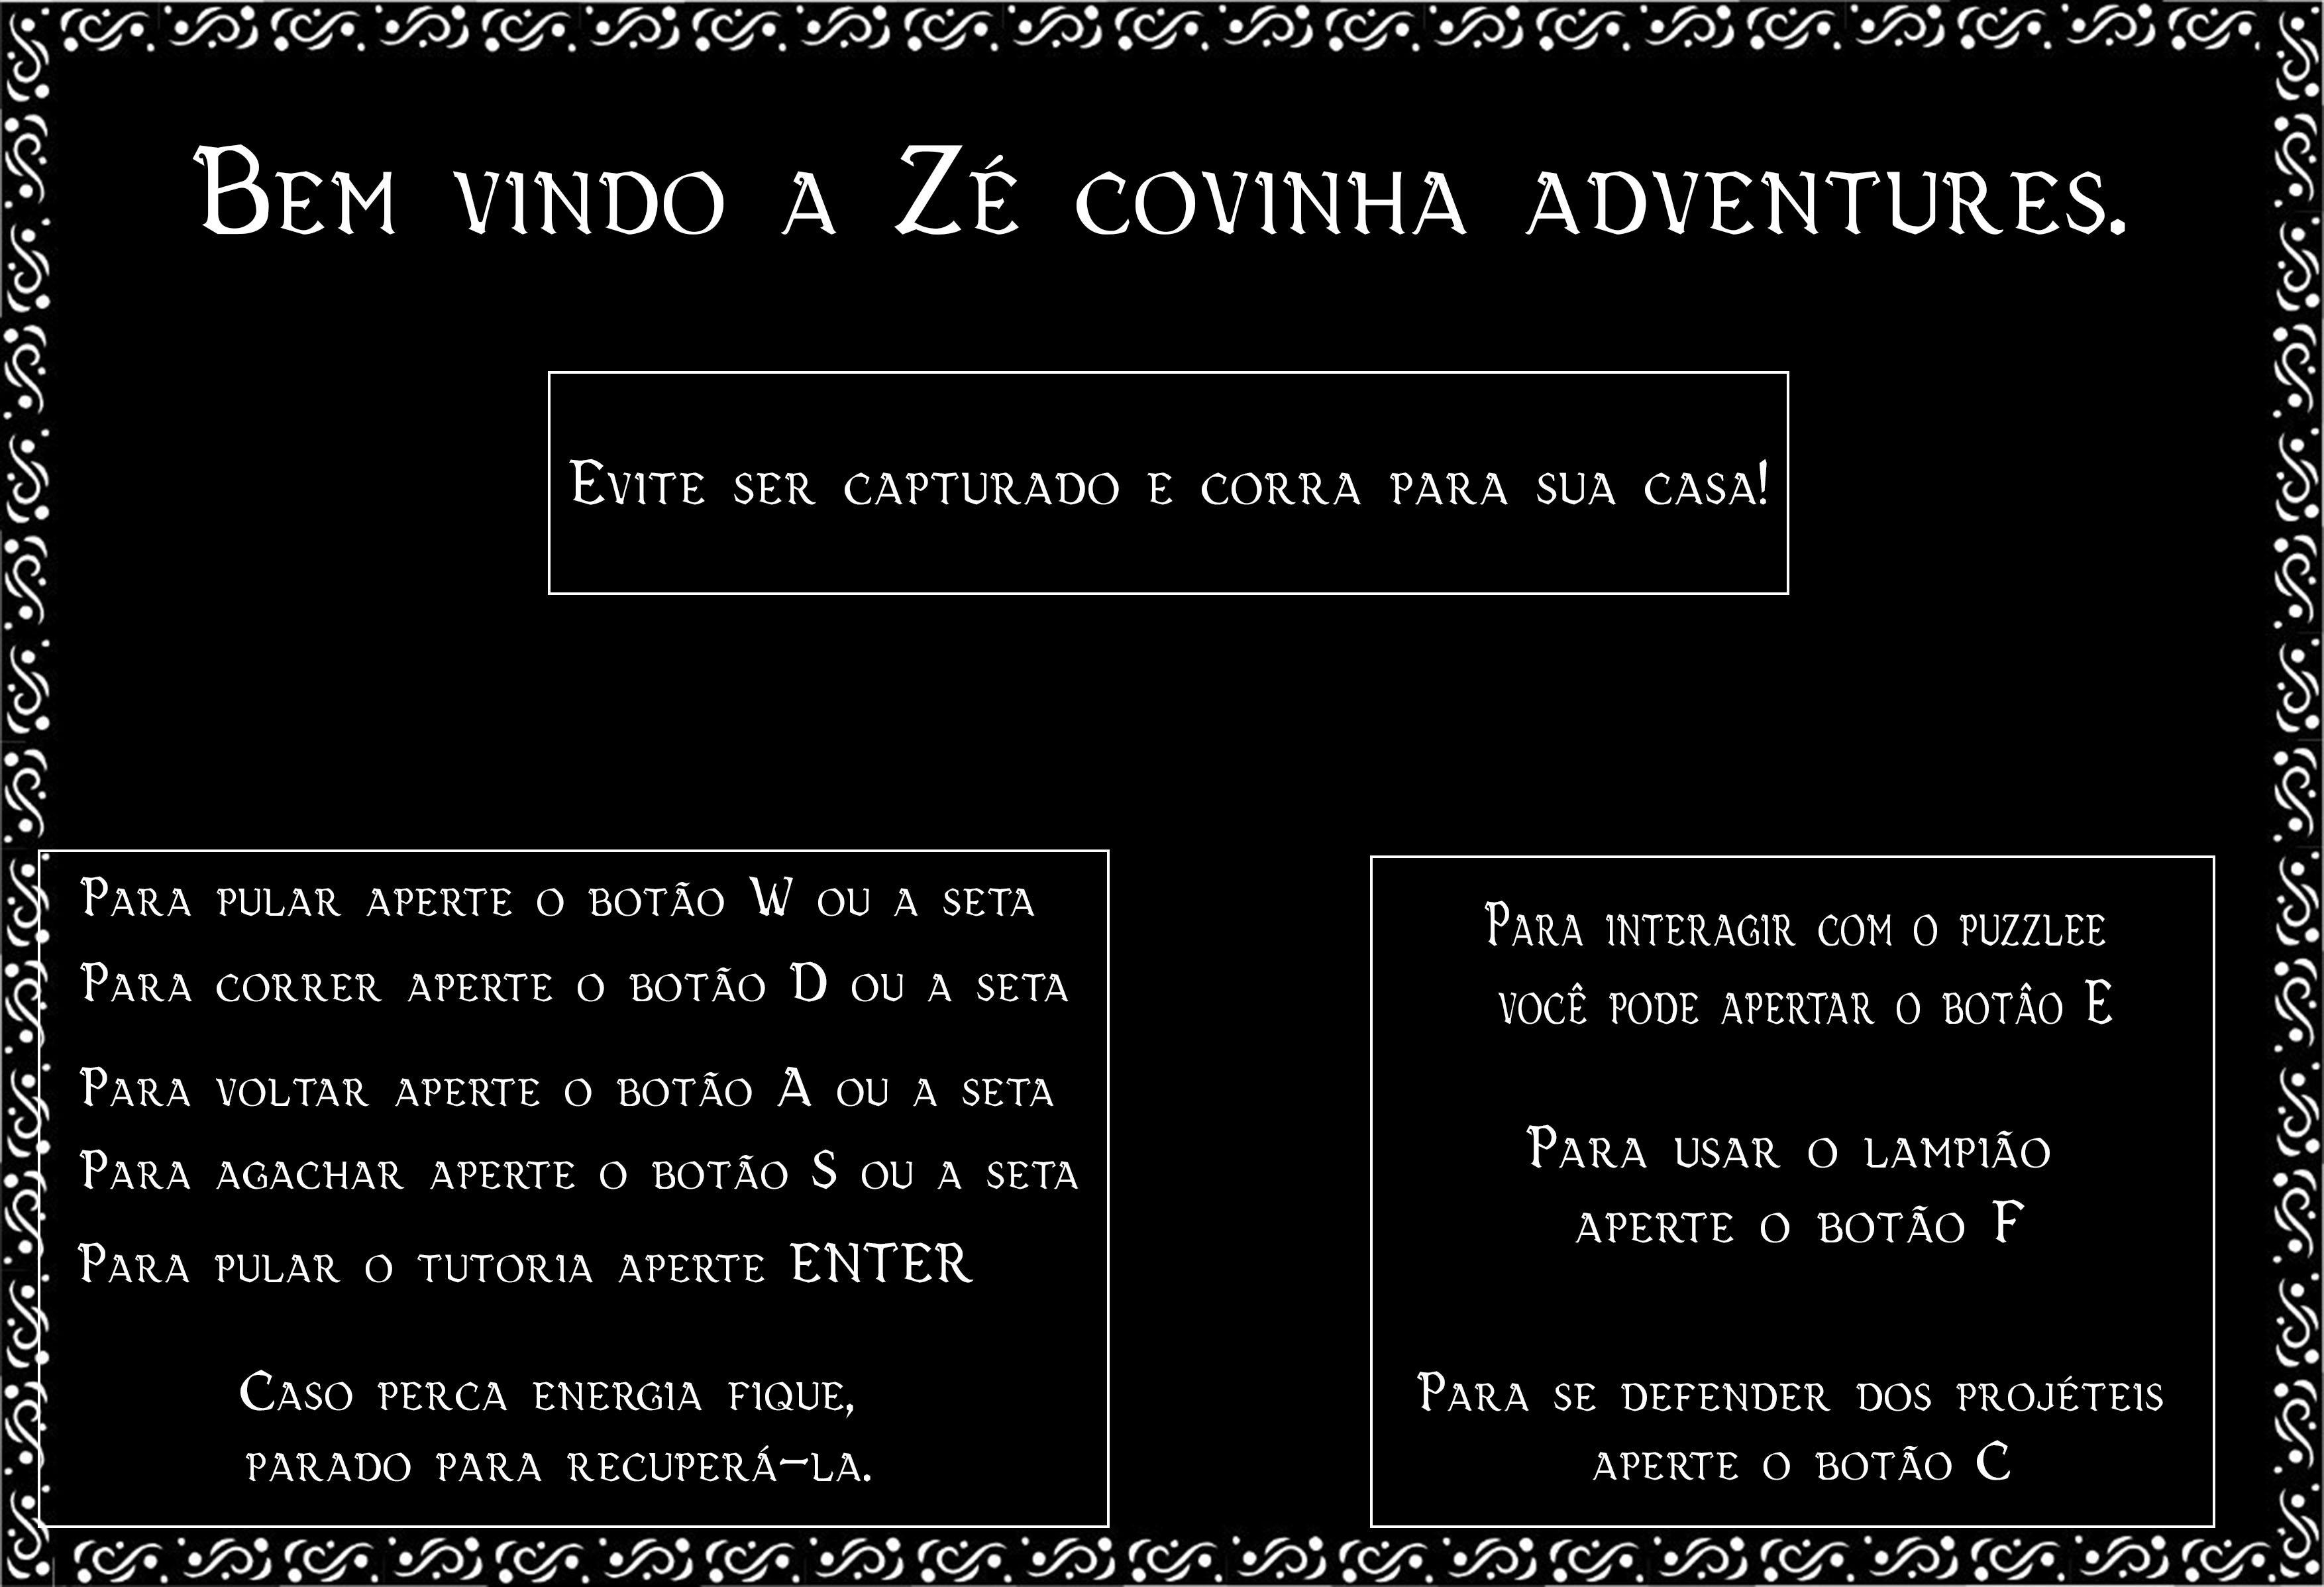 Bem vindo a Zé covinha adventures.
Evite ser capturado e corra para sua casa!
Para pular aperte o botão W ou a seta
Para correr aperte o botão D ou a seta
Para voltar aperte o botão A ou a seta
Para agachar aperte o botão S ou a seta
Para pular o tutoria aperte ENTER
Caso perca energia fique,
parado para recuperá-la.
Para interagir com o puzzlee
você pode apertar o botâo E
Para usar o lampião
aperte o botão F
Para se defender dos projéteis
aperte o botão C